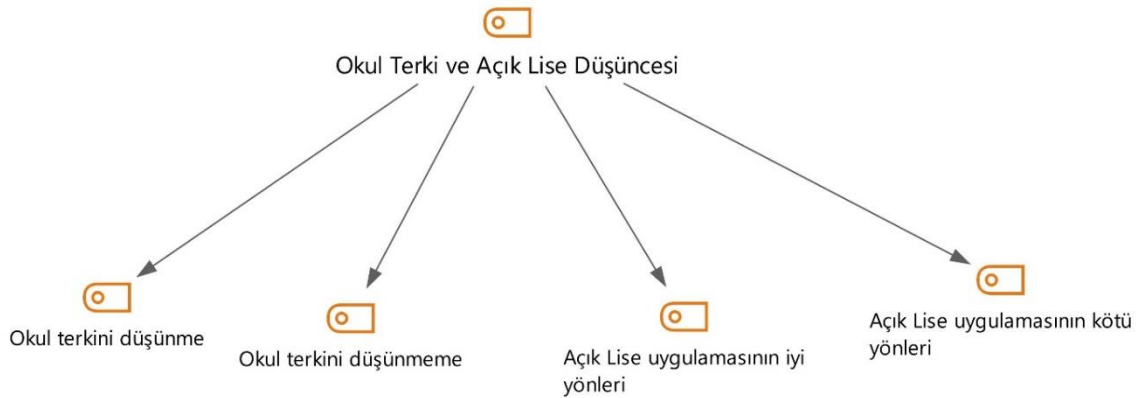 Okul Terki ve Açık Lise Düşüncesi
Okul terkini düşünme
Okul terkini düşünmeme
Açık Lise uygulamasının iyi
yönleri
Açık Lise uygulamasının kötü
yönleri